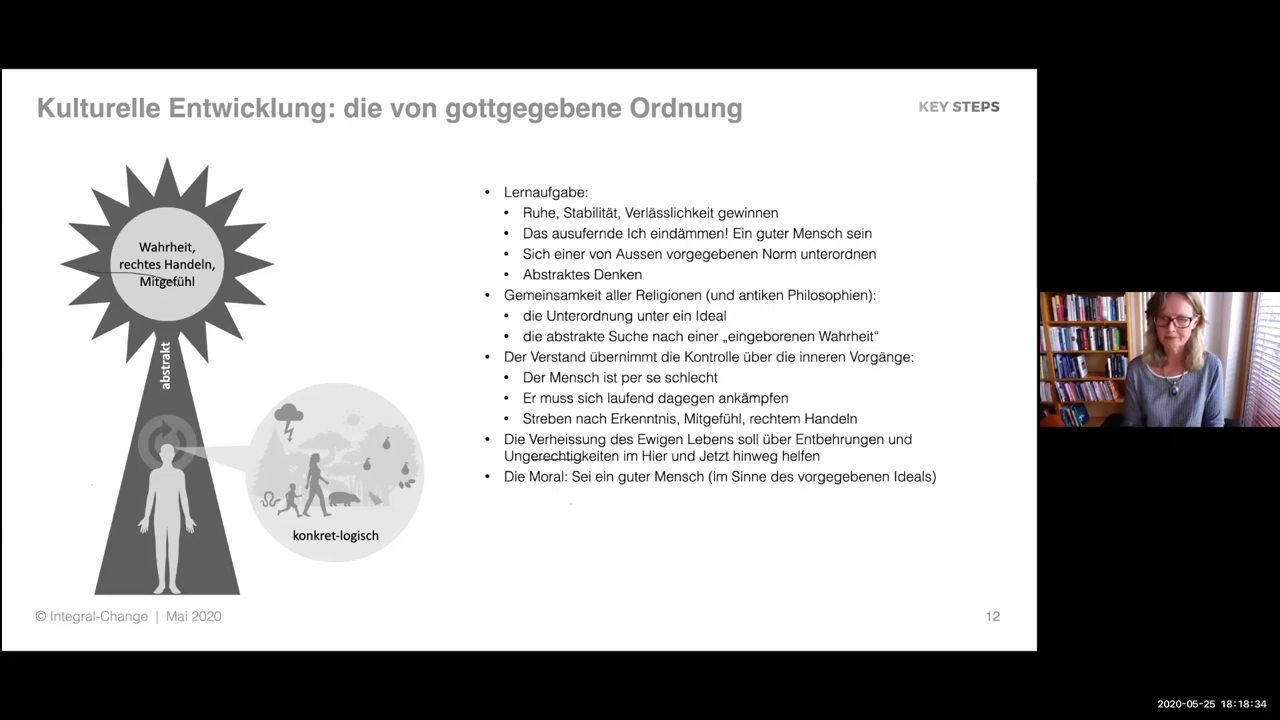 Kulturelle Entwicklung: die von gottgegebene Ordnung
KEY STEPS
Wahrheit,
rechtes Handeln,
Mitgefühl
abstrakt
konkret-logisch
• Lernaufgabe:
• Ruhe, Stabilität, Verlässlichkeit gewinnen
• Das ausufernde Ich eindämmen! Ein guter Mensch sein
• Sich einer von Aussen vorgegebenen Norm unterordnen
• Abstraktes Denken
• Gemeinsamkeit aller Religionen (und antiken Philosophien):
• die Unterordnung unter ein Ideal
• die abstrakte Suche nach einer „eingeborenen Wahrheit“
• Der Verstand übernimmt die Kontrolle über die inneren Vorgänge:
• Der Mensch ist per se schlecht
• Er muss sich laufend dagegen ankämpfen
• Streben nach Erkenntnis, Mitgefühl, rechtem Handeln
• Die Verheissung des Ewigen Lebens soll über Entbehrungen und
Ungerechtigkeiten im Hier und Jetzt hinweg helfen
• Die Moral: Sei ein guter Mensch (im Sinne des vorgegebenen Ideals)
© Integral-Change | Mai 2020
12
2020-05-25 18:18:34